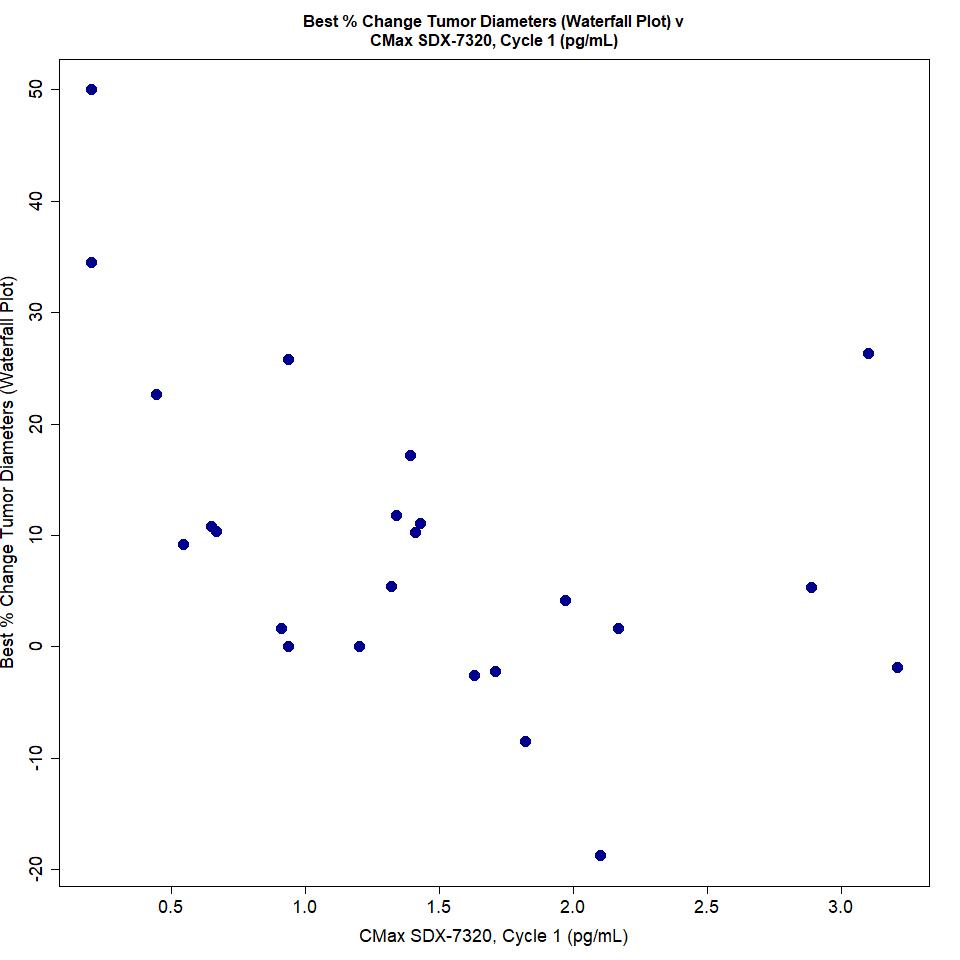 Best % Change Tumor Diameters (Waterfall Plot) v
CMax SDX-7320, Cycle 1 (pg/mL)
Best % Change Tumor Diameters (Waterfall Plot)
50
40
30
20
10
0
-10
-20
0.5 1.0 1.5 2.0 2.5 3.0
CMax SDX-7320, Cycle 1 (pg/mL)